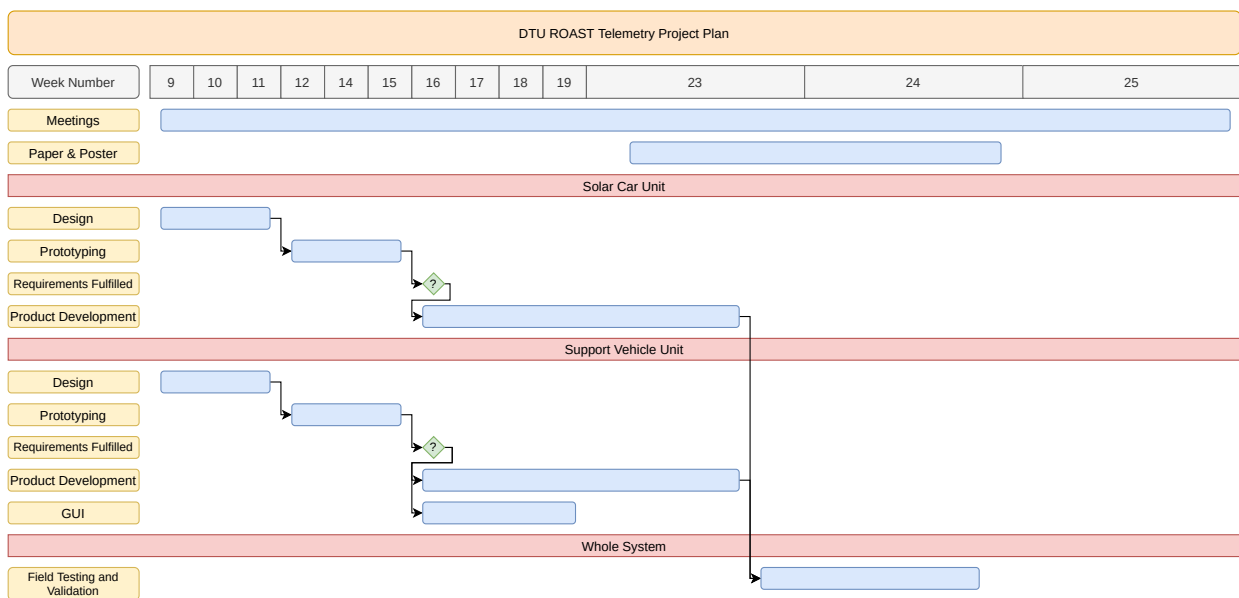 DTU ROAST Telemetry Project Plan
Week Number 9 10 11 12 14 15 16 17 18 19 23 24 25
Meetings
Paper & Poster
Solar Car Unit
Design
Prototyping
Requirements Fulfilled ?
Product Development
Support Vehicle Unit
Design
Prototyping
Requirements Fulfilled ?
Product Development
GUI
Whole System
Field Testing and
Validation